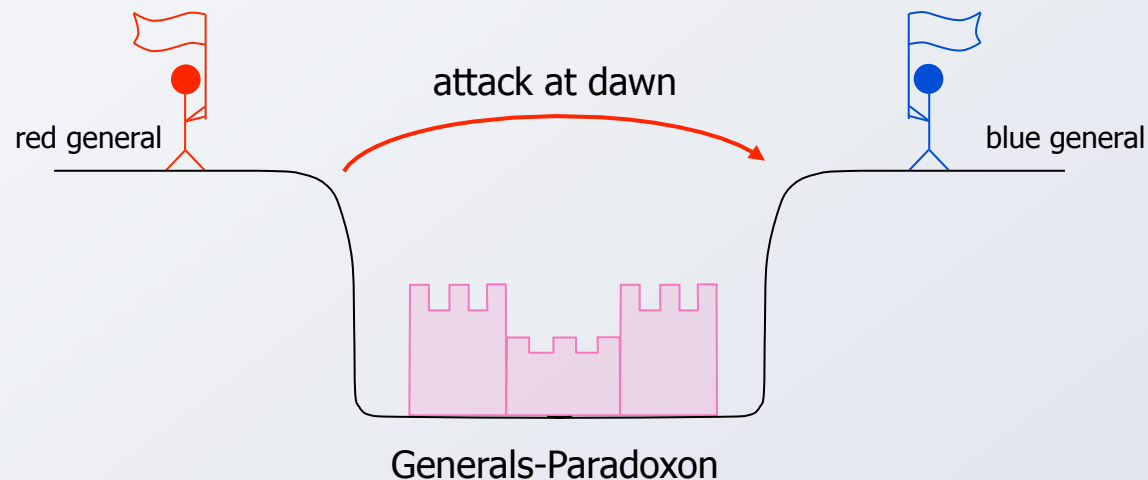 attack at dawn
red general
blue general
Generals-Paradoxon